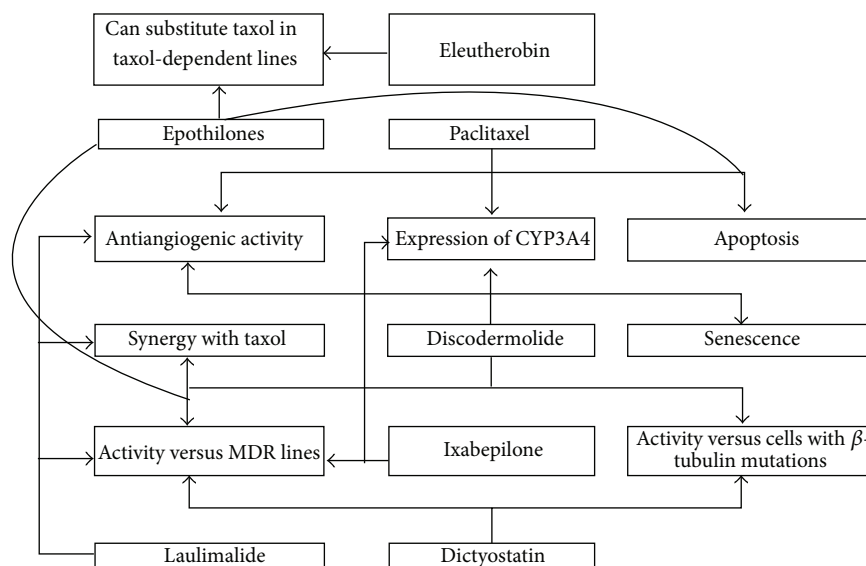 Can substitute taxol in
taxol-dependent lines
Eleutherobin
Epothilones
Paclitaxel
Antiangiogenic activity
Expression of CYP3A4
Apoptosis
Synergy with taxol
Discodermolide
Senescence
Activity versus MDR lines
Ixabepilone
Activity versus cells with β-
tubulin mutations
Laulimalide
Dictyostatin